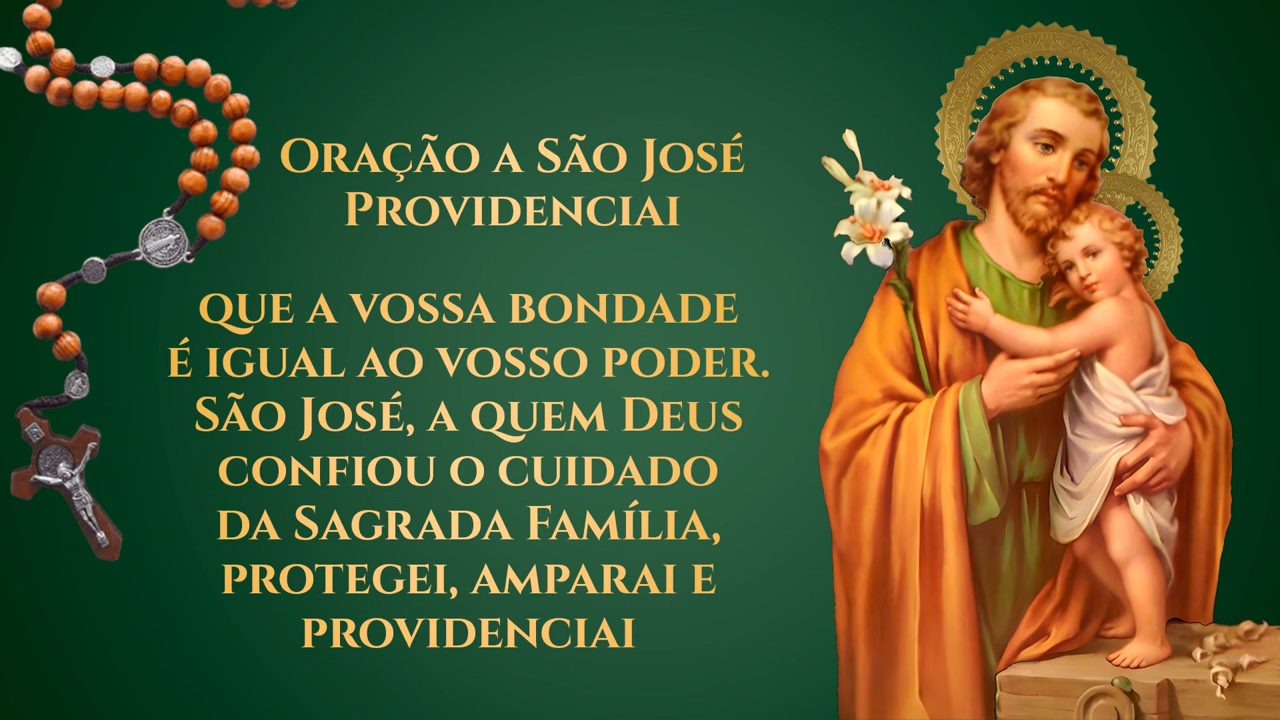 Oração a São José
Providenciai
que a vossa bondade
é igual ao vosso poder.
São José, a quem Deus
confiou o cuidado
da Sagrada Família,
protegei, amparai e
providenciai